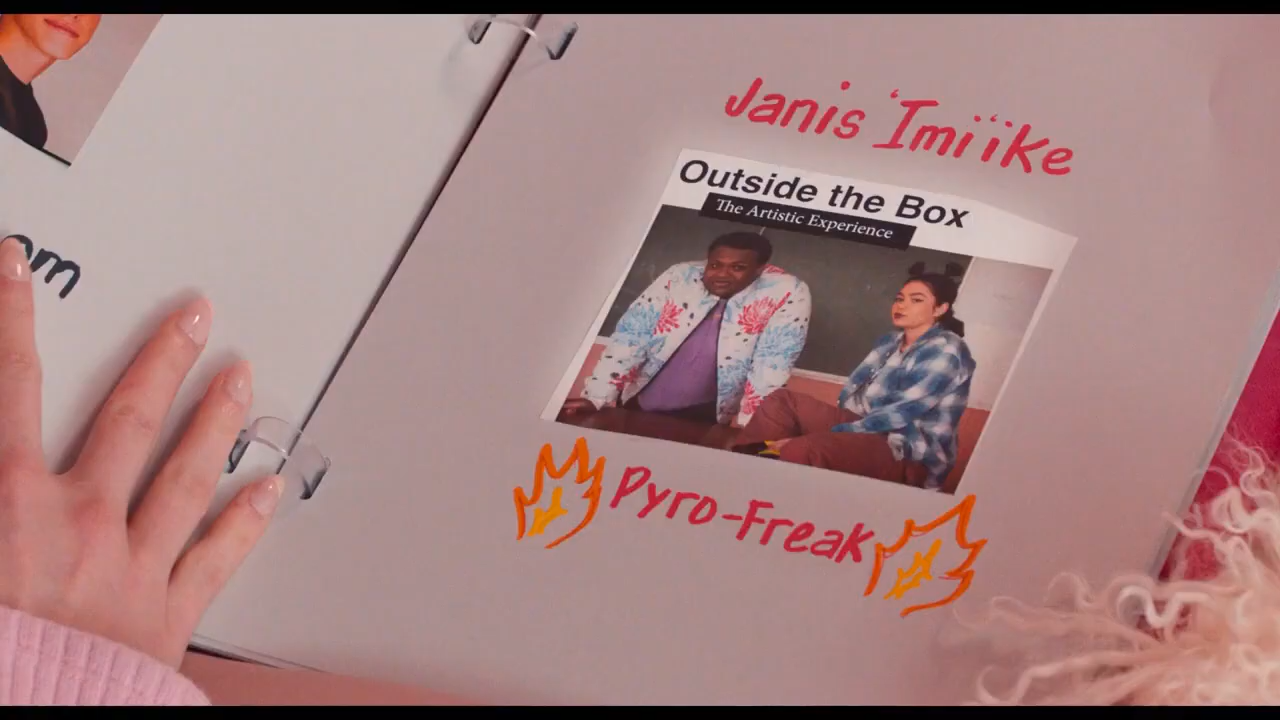 Janis 'Imi'ike
Outside the Box
The Artistic Experience
Pyro-Freak